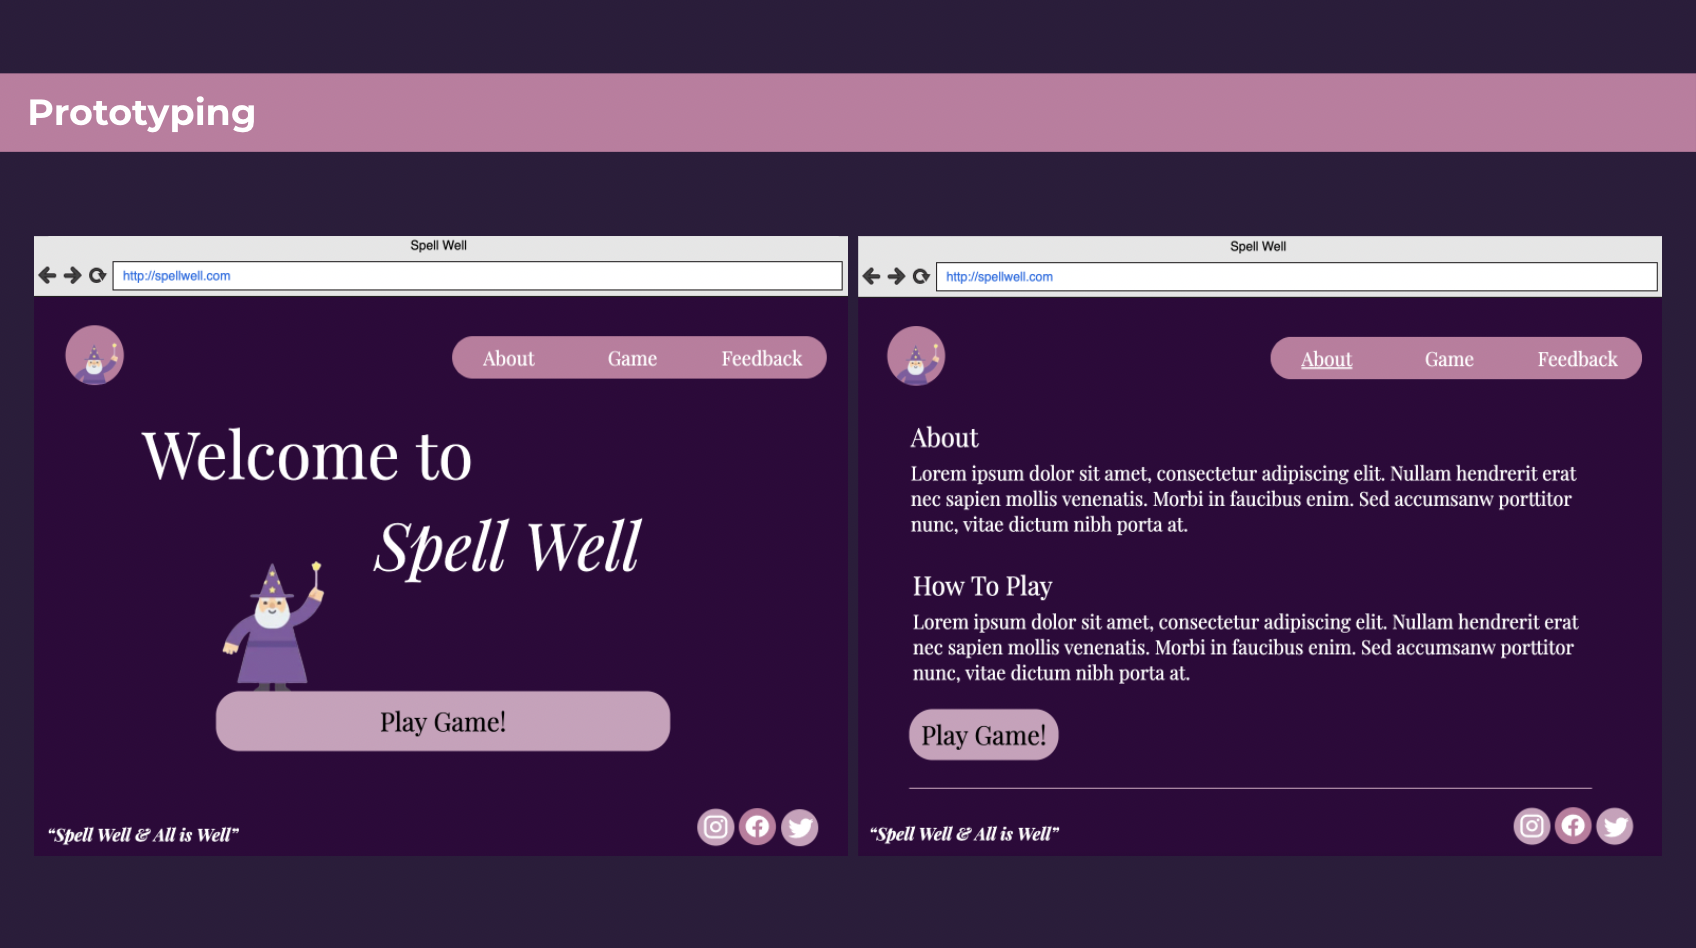 Prototyping
Spell Well
http://spellwell.com
About Game Feedback
Welcome to
Spell Well
Play Game!
“Spell Well & All is Well”
Spell Well
http://spellwell.com
About Game Feedback
About
Lorem ipsum dolor sit amet, consectetur adipiscing elit. Nullam hendrerit erat
nec sapien mollis venenatis. Morbi in faucibus enim. Sed accumsanw porttitor
nunc, vitae dictum nibh porta at.
How To Play
Lorem ipsum dolor sit amet, consectetur adipiscing elit. Nullam hendrerit erat
nec sapien mollis venenatis. Morbi in faucibus enim. Sed accumsanw porttitor
nunc, vitae dictum nibh porta at.
Play Game!
“Spell Well & All is Well”